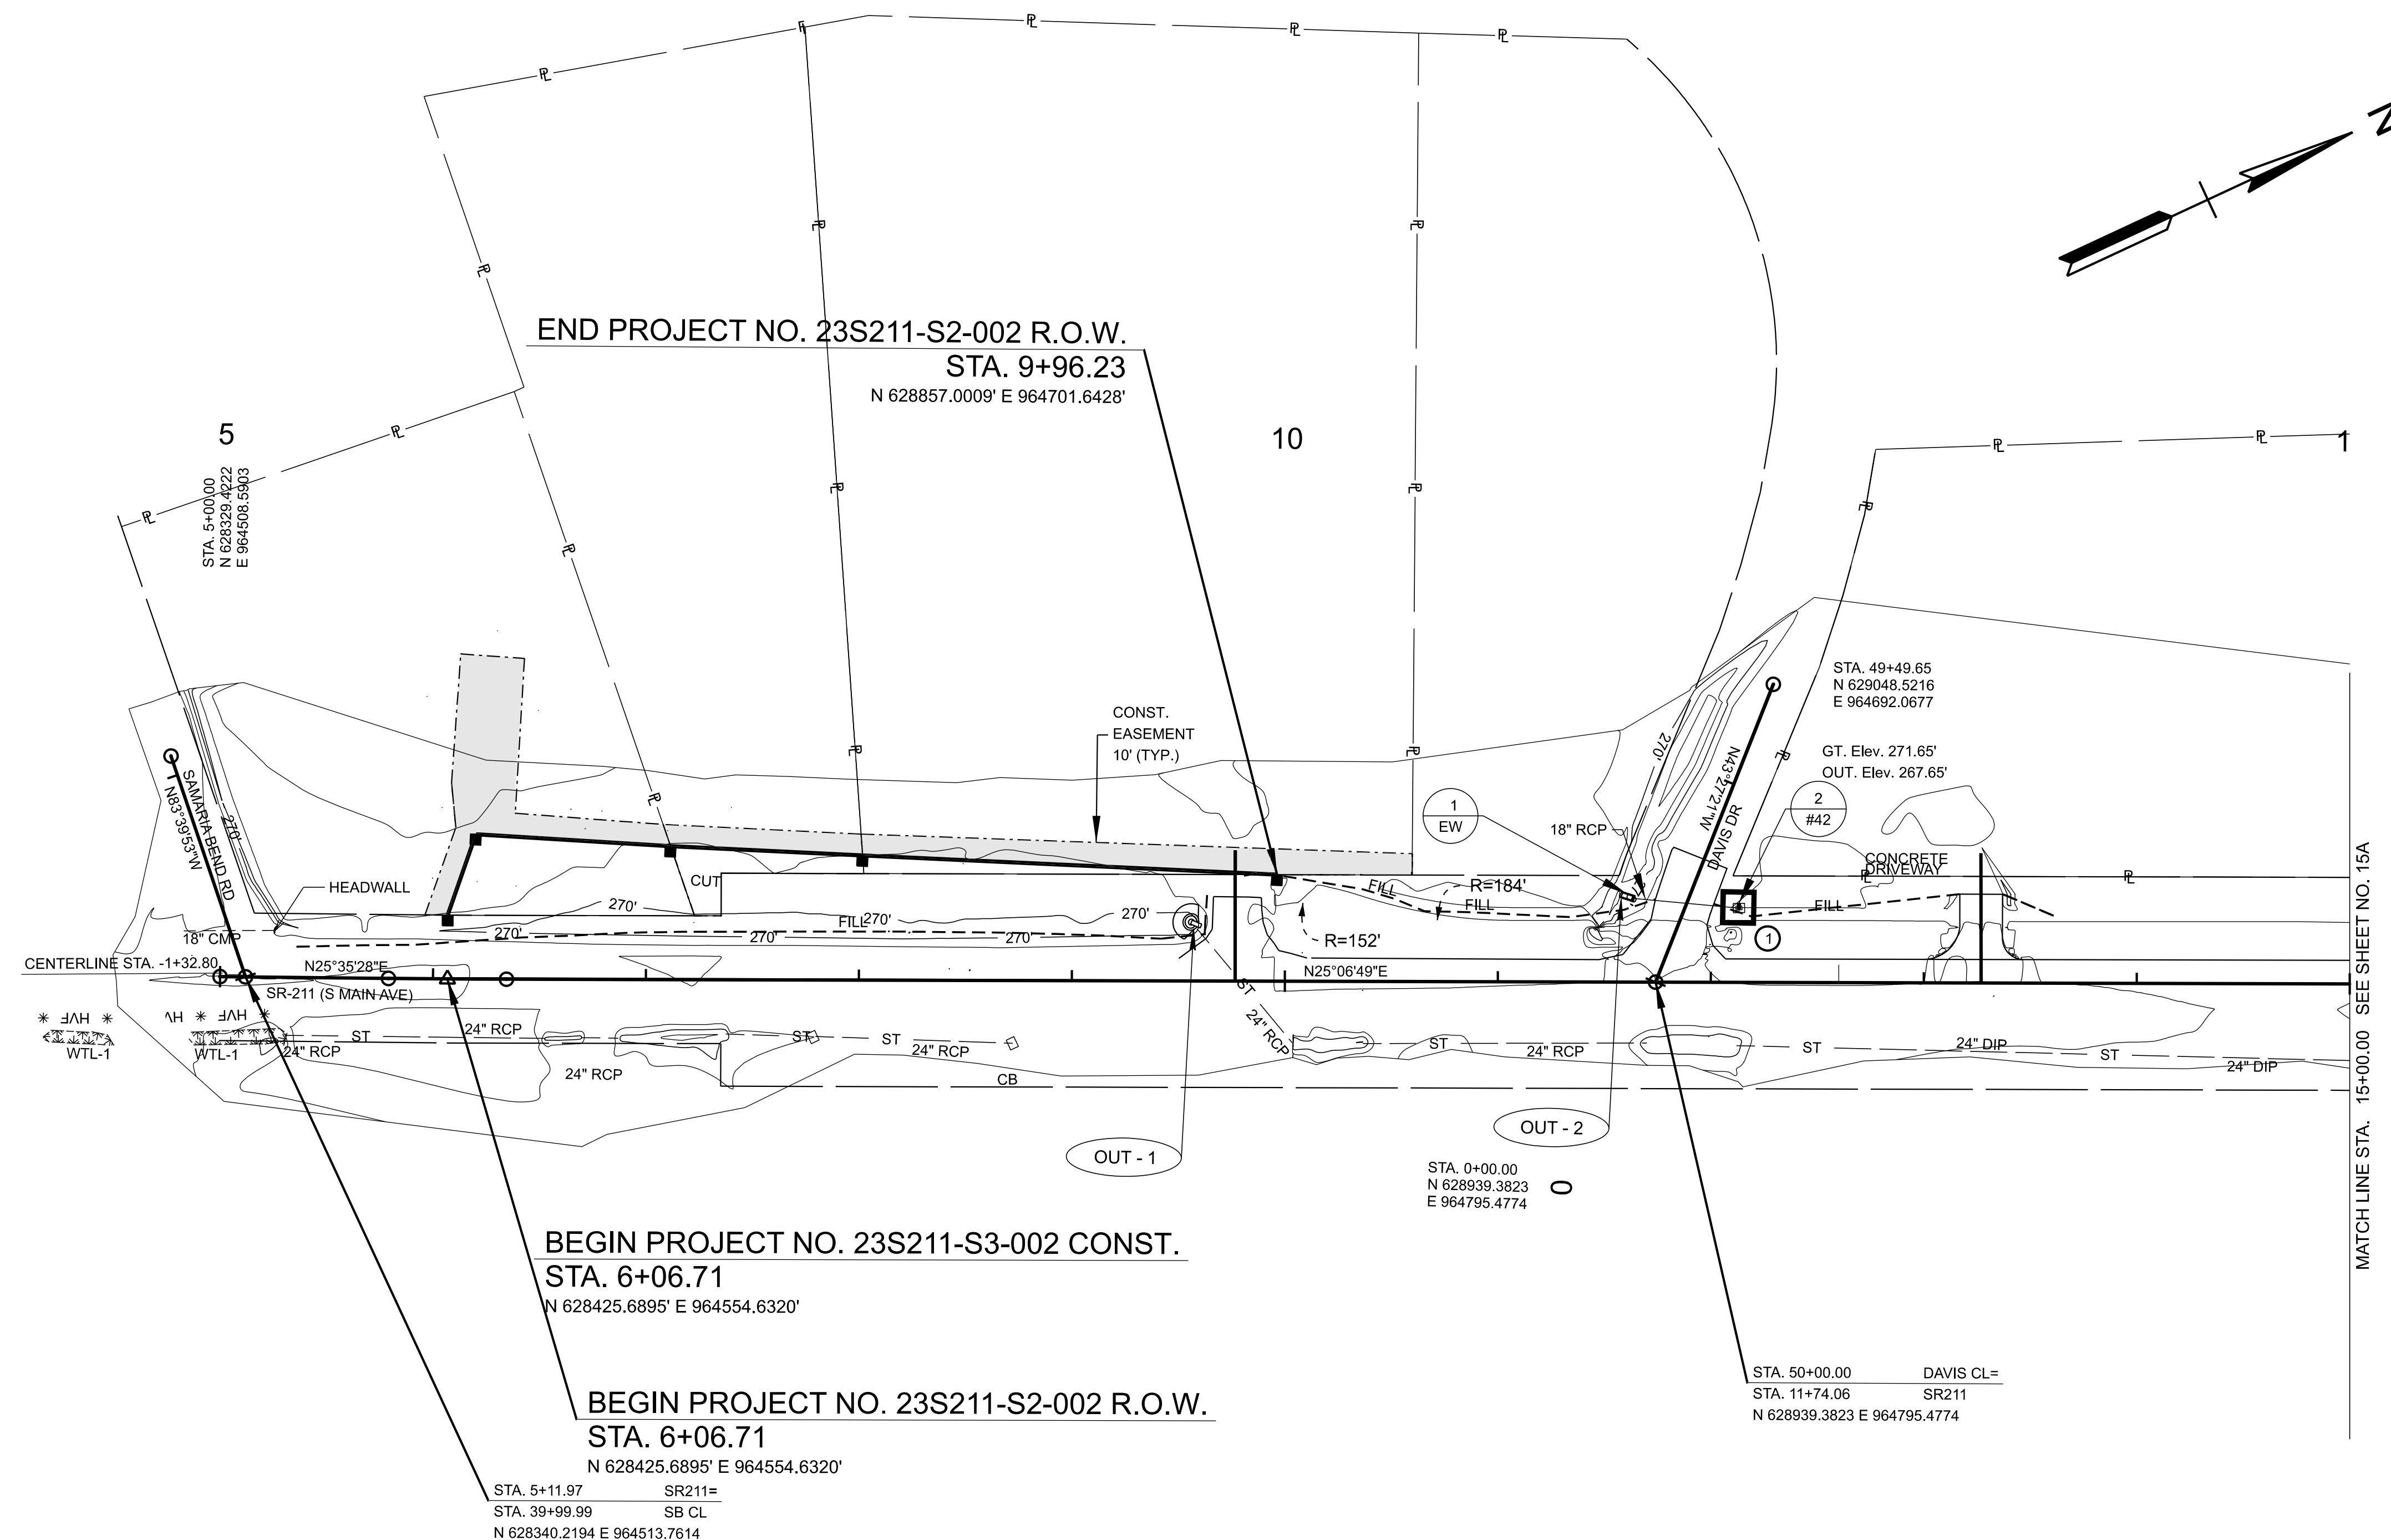 N
END PROJECT NO. 23S211-S2-002 R.O.W.
STA. 9+96.23
N 628857.0009' E 964701.6428'
5
10
1
STA. 5+00.00
N 628329.4222
E 964508.5903
CONST.
EASEMENT
10' (TYP.)
STA. 49+49.65
N 629048.5216
E 964692.0677
GT. Elev. 271.65'
OUT. Elev. 267.65'
1
EW
2
#42
18" RCP
270'
N43°27'21"W
DAVIS DR
SAMARIA BEND RD
N83°39'53"W
270'
HEADWALL
CUT
CONCRETE
DRIVEWAY
FILL
R=184'
FILL
FILL
270'
FILL
270'
270'
18" CMP
270'
270'
270'
R=152'
1
CENTERLINE STA. -1+32.80
N25°35'28"E
N25°06'49"E
SR-211 (S MAIN AVE)
HVF
HVF
WTL-1
WTL-1
ST
24" RCP
24" RCP
24" RCP
ST
ST
24" RCP
CB
ST
24" RCP
ST
24" RCP
ST
24" DIP
ST
24" DIP
OUT - 1
OUT - 2
STA. 0+00.00
N 628939.3823
E 964795.4774
0
BEGIN PROJECT NO. 23S211-S3-002 CONST.
STA. 6+06.71
N 628425.6895' E 964554.6320'
BEGIN PROJECT NO. 23S211-S2-002 R.O.W.
STA. 6+06.71
N 628425.6895' E 964554.6320'
STA. 5+11.97 SR211=
STA. 39+99.99 SB CL
N 628340.2194 E 964513.7614
STA. 50+00.00 DAVIS CL=
STA. 11+74.06 SR211
N 628939.3823 E 964795.4774
MATCH LINE STA. 15+00.00 SEE SHEET NO. 15A